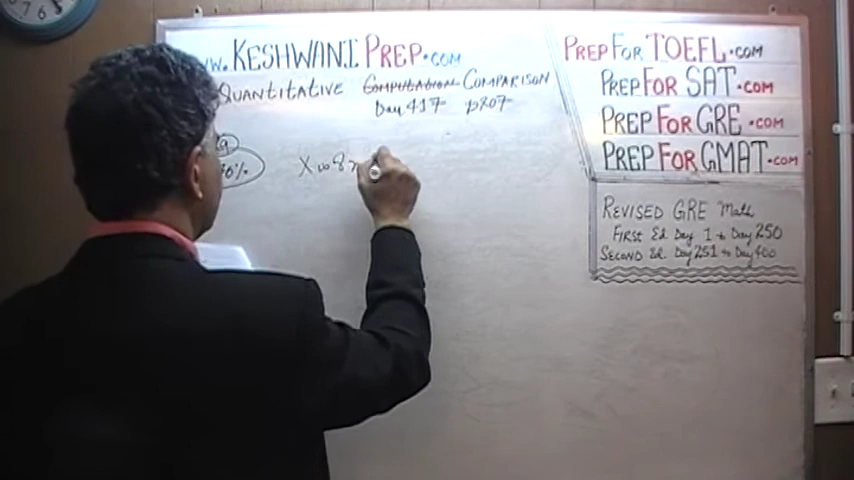 WWW. KESHWANI PREP.COM
QUANTITATIVE COMPUTATIONAL COMPARISON
Day 417 p207
%
X is 8
PREP FOR TOEFL.COM
PREP FOR SAT.COM
PREP FOR GRE.COM
PREP FOR GMAT.COM
REVISED GRE Math
FIRST Ed. Day 1 to Day 250
SECOND Ed. Day 251 to Day 400